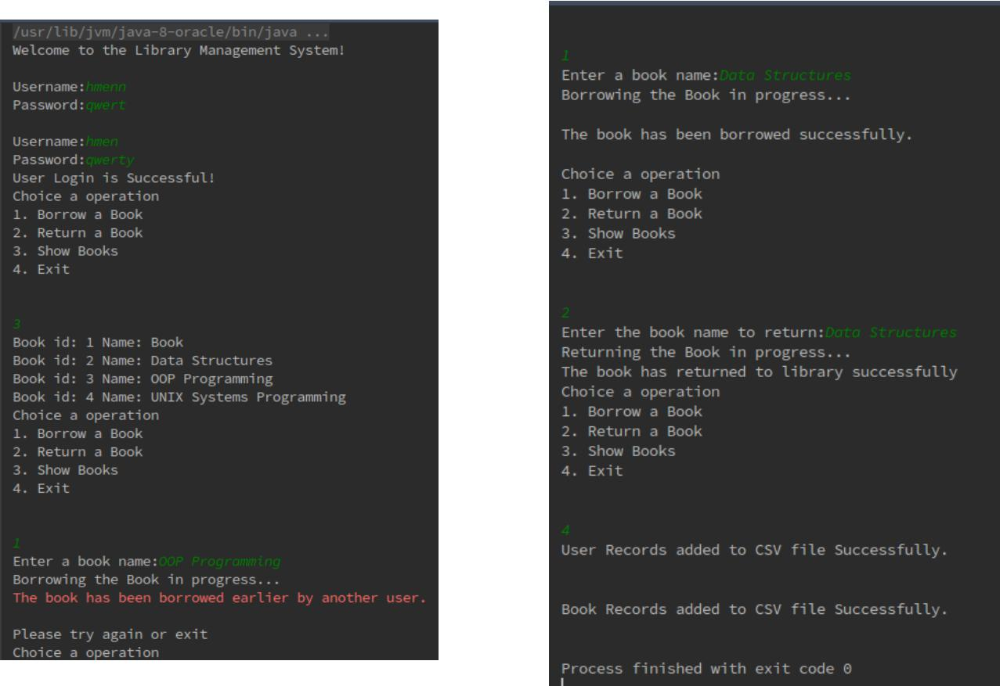 /usr/lib/jvm/java-8-oracle/bin/java ...
Welcome to the Library Management System!
Username:hmenn
Password:qwert
Username:hmen
Password:qwerty
User Login is Successful!
Choice a operation
1. Borrow a Book
2. Return a Book
3. Show Books
4. Exit
3
Book id: 1 Name: Book
Book id: 2 Name: Data Structures
Book id: 3 Name: OOP Programming
Book id: 4 Name: UNIX Systems Programming
Choice a operation
1. Borrow a Book
2. Return a Book
3. Show Books
4. Exit
1
Enter a book name:OOP Programming
Borrowing the Book in progress...
The book has been borrowed earlier by another user.
Please try again or exit
Choice a operation
1
Enter a book name:Data Structures
Borrowing the Book in progress...
The book has been borrowed successfully.
Choice a operation
1. Borrow a Book
2. Return a Book
3. Show Books
4. Exit
2
Enter the book name to return:Data Structures
Returning the Book in progress...
The book has returned to library successfully
Choice a operation
1. Borrow a Book
2. Return a Book
3. Show Books
4. Exit
4
User Records added to CSV file Successfully.
Book Records added to CSV file Successfully.
Process finished with exit code 0